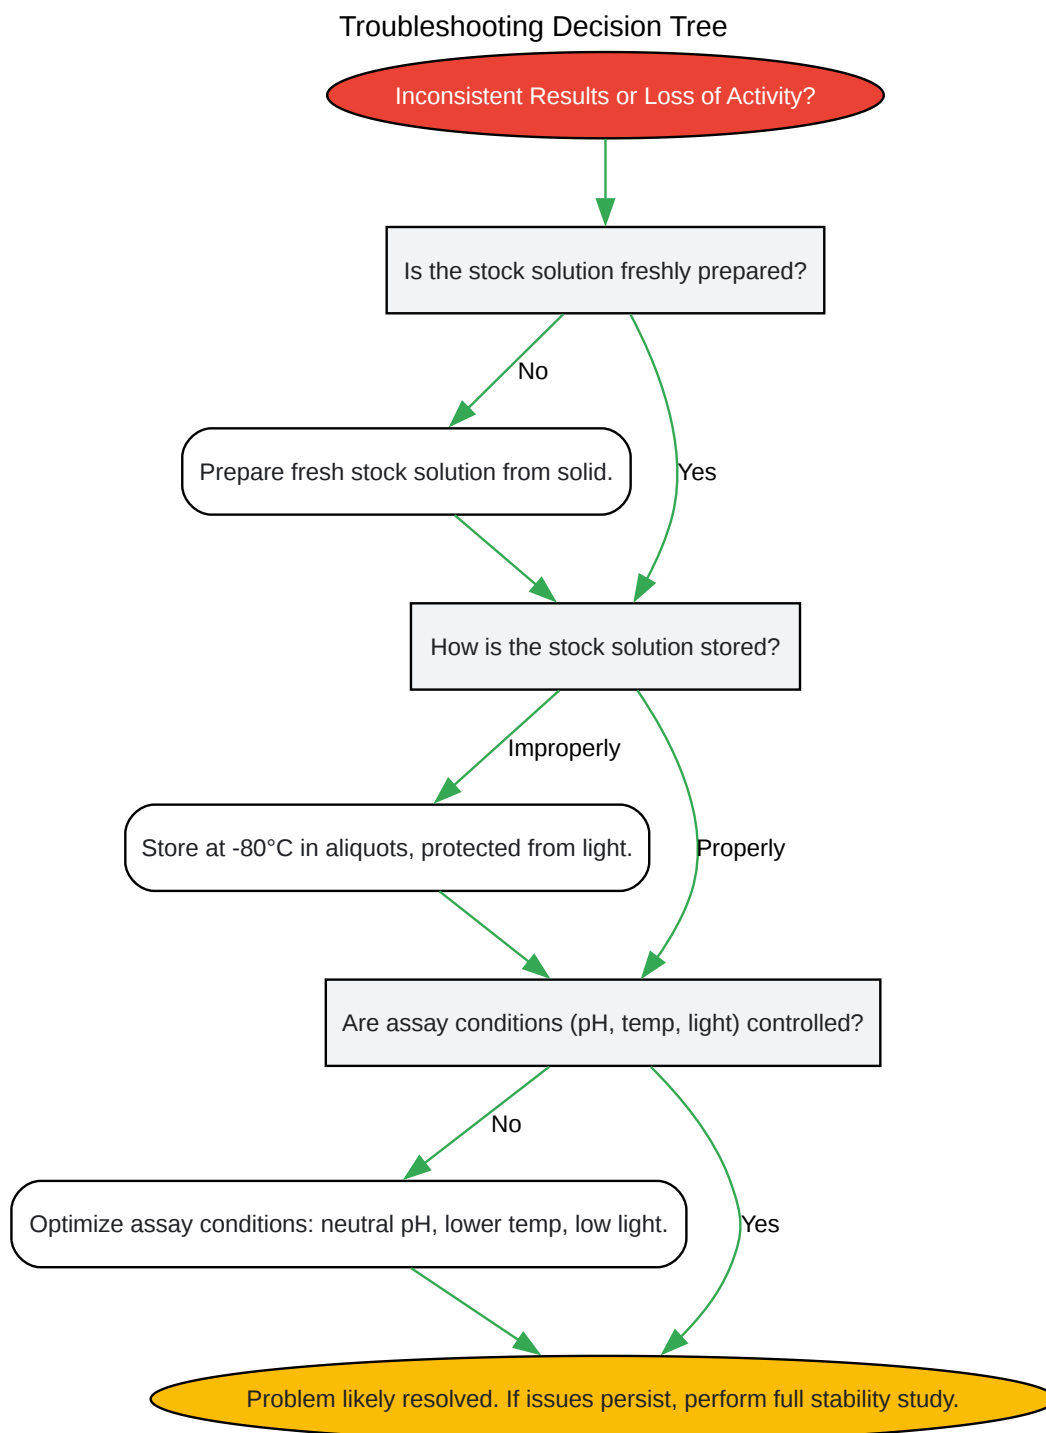 Troubleshooting Decision Tree
Inconsistent Results or Loss of Activity?
Is the stock solution freshly prepared?
No
Prepare fresh stock solution from solid.
Yes
How is the stock solution stored?
Improperly
Store at -80°C in aliquots, protected from light.
Properly
Are assay conditions (pH, temp, light) controlled?
No
Optimize assay conditions: neutral pH, lower temp, low light.
Yes
Problem likely resolved. If issues persist, perform full stability study.